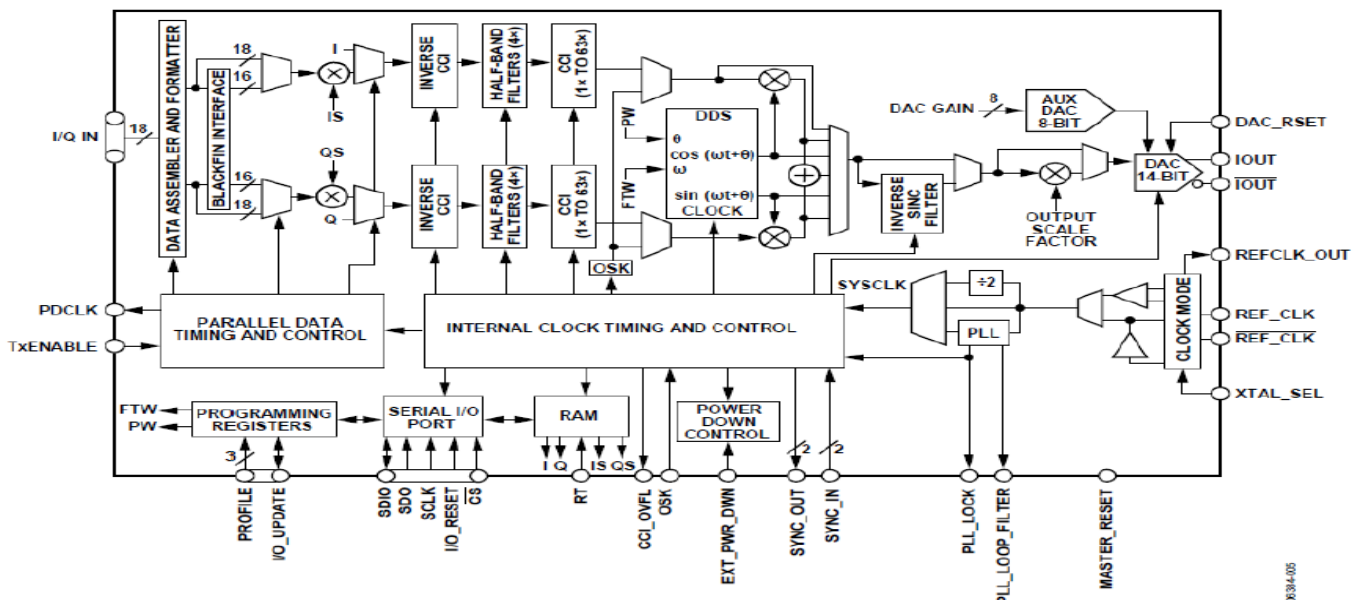 I/Q IN
18
DATA ASSEMBLER AND FORMATTER
BLACKFIN INTERFACE
18
16
16
18
I
IS
QS
Q
INVERSE
CCI
HALF-BAND
FILTERS (4×)
CCI
(1× TO 63×)
INVERSE
CCI
HALF-BAND
FILTERS (4×)
CCI
(1× TO 63×)
OSK
PW
FTW
DDS
θ
cos (ωt+θ)
ω
sin (ωt+θ)
CLOCK
INVERSE
SINC
FILTER
OUTPUT
SCALE
FACTOR
DAC GAIN
8
AUX
DAC
8-BIT
DAC
14-BIT
DAC_RSET
IOUT
IOUT
REFCLK_OUT
REF_CLK
REF_CLK
XTAL_SEL
CLOCK MODE
SYSCLK
÷2
PLL
PDCLK
TxENABLE
PARALLEL DATA
TIMING AND CONTROL
INTERNAL CLOCK TIMING AND CONTROL
FTW
PW
PROGRAMMING
REGISTERS
SERIAL I/O
PORT
RAM
POWER
DOWN
CONTROL
3
I
Q
IS
QS
2
2
PROFILE
I/O_UPDATE
SDIO
SDO
SCLK
I/O_RESET
CS
RT
CCI_OVFL
OSK
EXT_PWR_DWN
SYNC_OUT
SYNC_IN
PLL_LOCK
PLL_LOOP_FILTER
MASTER_RESET
06384-005